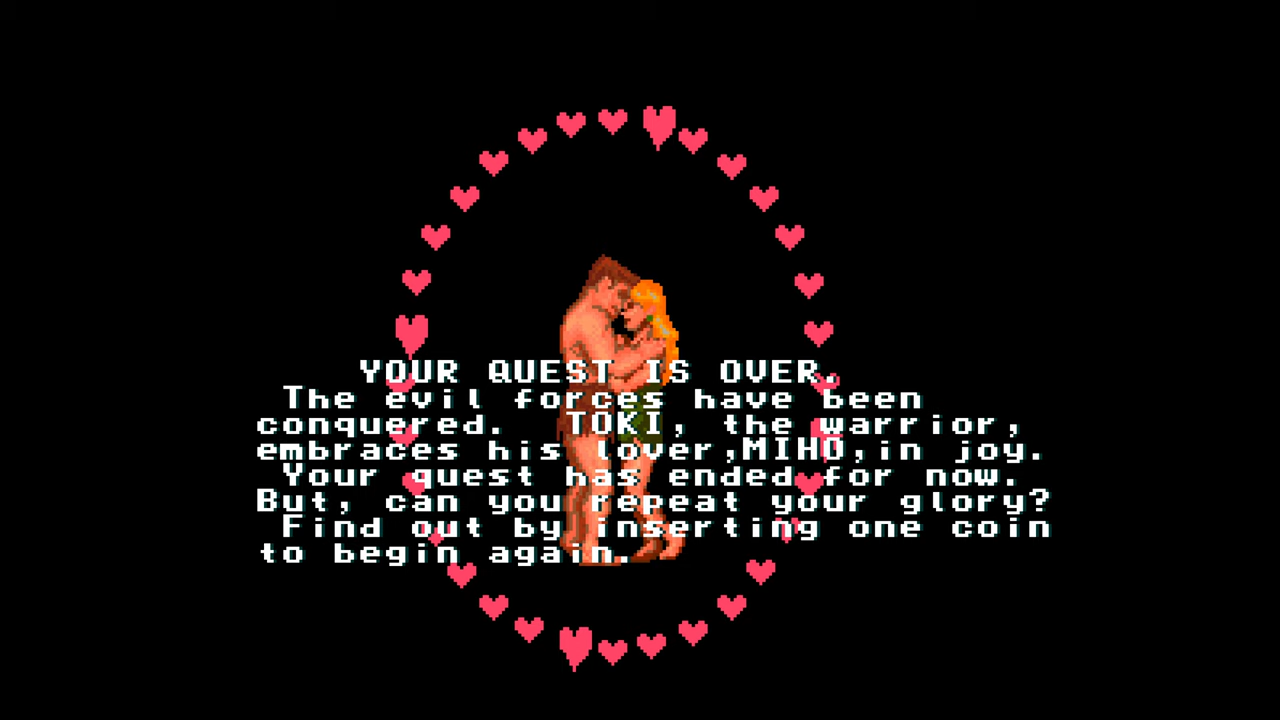 YOUR QUEST IS OVER.
The evil forces have been
conquered. TOKI, the warrior,
embraces his lover,MIHO,in joy.
Your quest has ended for now.
But, can you repeat your glory?
Find out by inserting one coin
to begin again.